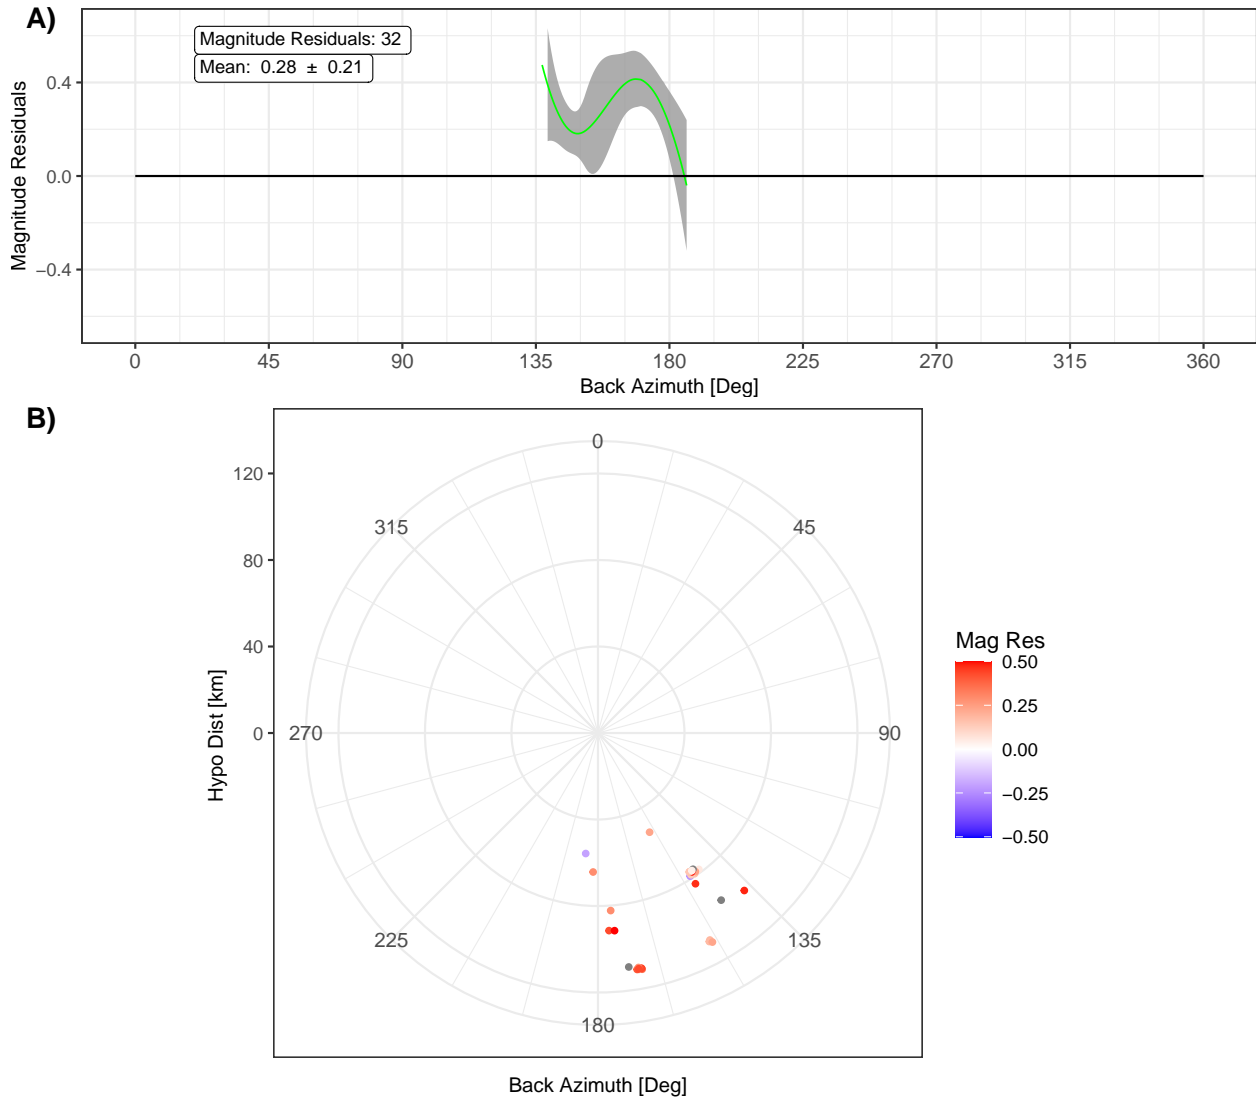 A)
Magnitude Residuals: 32
Mean: 0.28 ± 0.21
0.4
0.0
−0.4
Magnitude Residuals
0 45 90 135 180 225 270 315 360
Back Azimuth [Deg]
B)
0
45
90
135
180
225
270
315
120
80
40
0
Hypo Dist [km]
Back Azimuth [Deg]
Mag Res
0.50
0.25
0.00
−0.25
−0.50